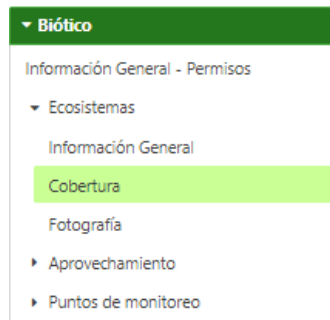 Biótico
Información General - Permisos
Ecosistemas
Información General
Cobertura
Fotografía
Aprovechamiento
Puntos de monitoreo